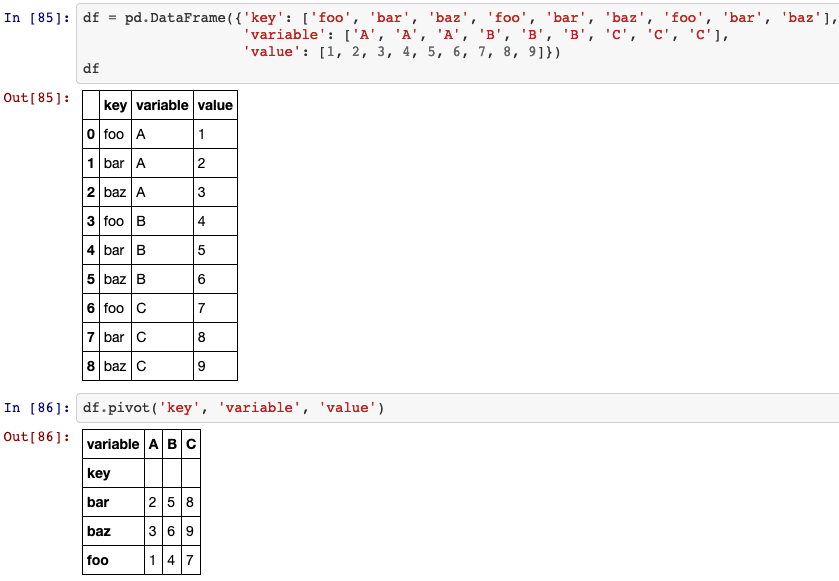 In [85]: df = pd.DataFrame({'key': ['foo', 'bar', 'baz', 'foo', 'bar', 'baz', 'foo', 'bar', 'baz'],
'variable': ['A', 'A', 'A', 'B', 'B', 'B', 'C', 'C', 'C'],
'value': [1, 2, 3, 4, 5, 6, 7, 8, 9]})
df
Out[85]:
key variable value
0 foo A 1
1 bar A 2
2 baz A 3
3 foo B 4
4 bar B 5
5 baz B 6
6 foo C 7
7 bar C 8
8 baz C 9
In [86]: df.pivot('key', 'variable', 'value')
Out[86]:
variable A B C
key
bar 2 5 8
baz 3 6 9
foo 1 4 7